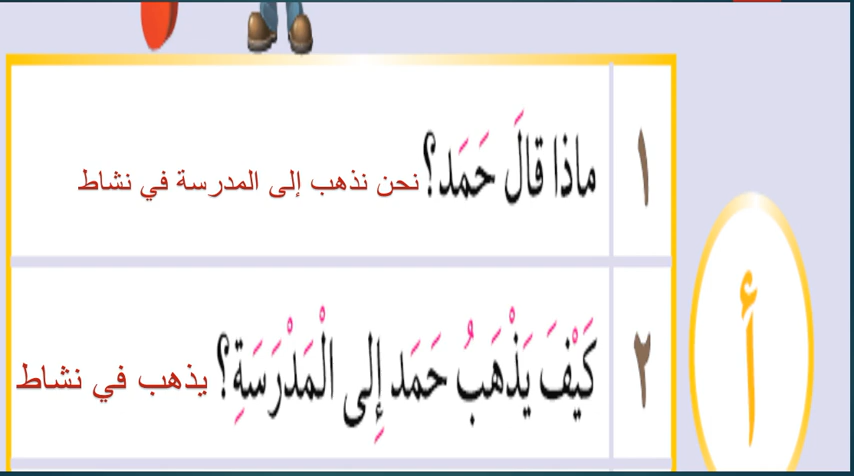 ١ ماذا قالَ حَمَد؟ نحن نذهب إلى المدرسة في نشاط
أ
٢ كَيْفَ يَذْهَبُ حَمَد إِلى الْمَدْرَسَةِ؟ يذهب في نشاط